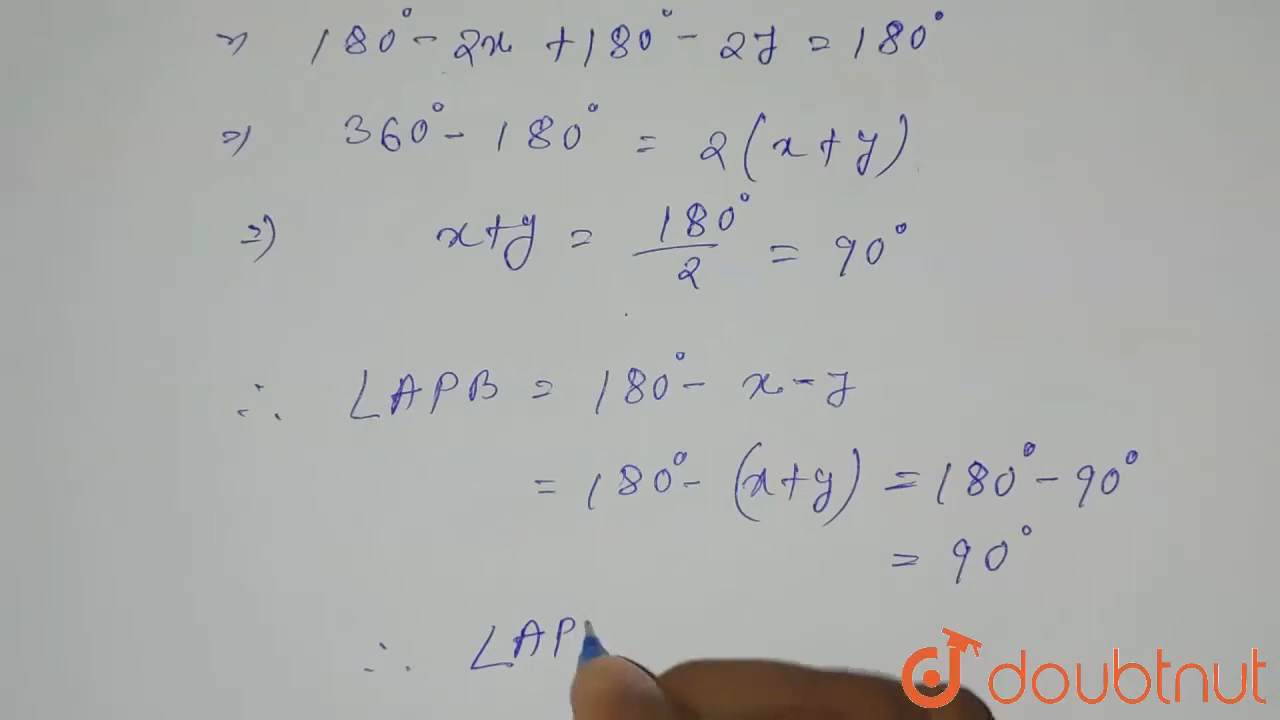 ⇒ 180° - 2x + 180° - 2y = 180°
⇒ 360° - 180° = 2(x+y)
⇒ x+y = 180°/2 = 90°
∴ ∠APB = 180° - x - y
= 180° - (x+y) = 180° - 90°
= 90°
∴ ∠AP
doubtnut